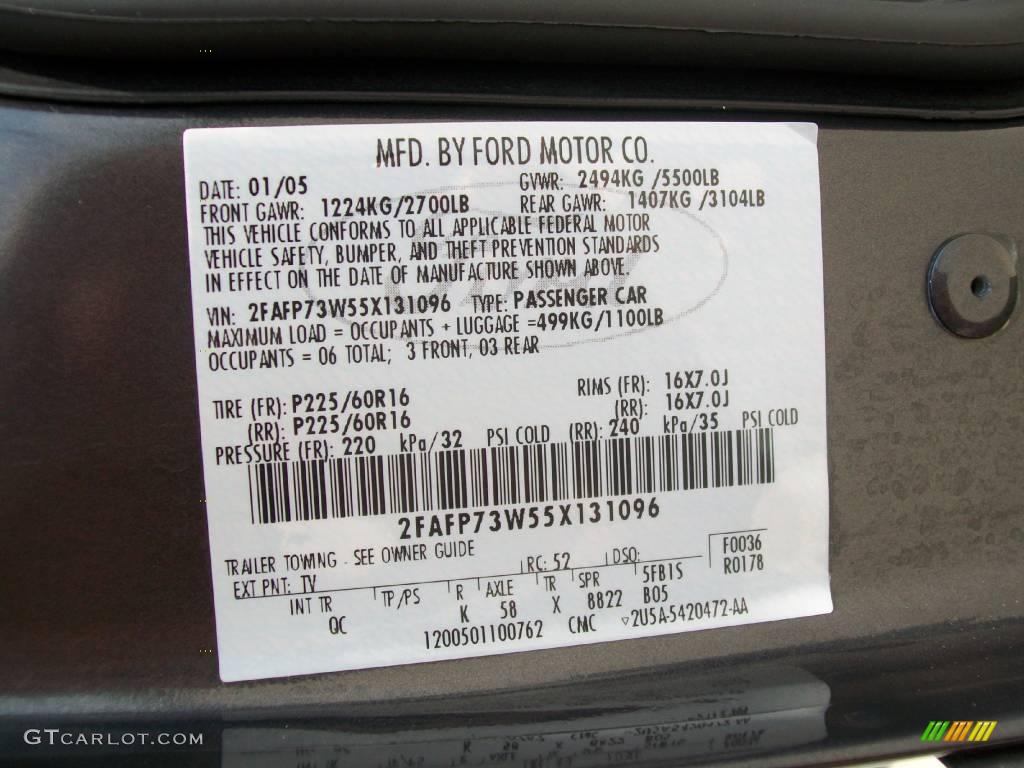 MFD. BY FORD MOTOR CO.
DATE: 01/05 GVWR: 2494KG /5500LB
FRONT GAWR: 1224KG/2700LB REAR GAWR: 1407KG /3104LB
THIS VEHICLE CONFORMS TO ALL APPLICABLE FEDERAL MOTOR
VEHICLE SAFETY, BUMPER, AND THEFT PREVENTION STANDARDS
IN EFFECT ON THE DATE OF MANUFACTURE SHOWN ABOVE.
VIN: 2FAFP73W55X131096 TYPE: PASSENGER CAR
MAXIMUM LOAD = OCCUPANTS + LUGGAGE =499KG/1100LB
OCCUPANTS = 06 TOTAL; 3 FRONT, 03 REAR
TIRE (FR): P225/60R16 RIMS (FR): 16X7.0J
(RR): P225/60R16 (RR): 16X7.0J
PRESSURE (FR): 220 kPa/32 PSI COLD (RR): 240 kPa/35 PSI COLD
2FAFP73W55X131096
TRAILER TOWING - SEE OWNER GUIDE
EXT PNT: TV RC: 52 DSO: F0036
R0178
INT TR TP/PS R AXLE TR SPR 5FB1S
QC K 58 X 8822 B05
1200501100762 CMC ▽2U5A-5420472-AA
GTCARLOT.COM